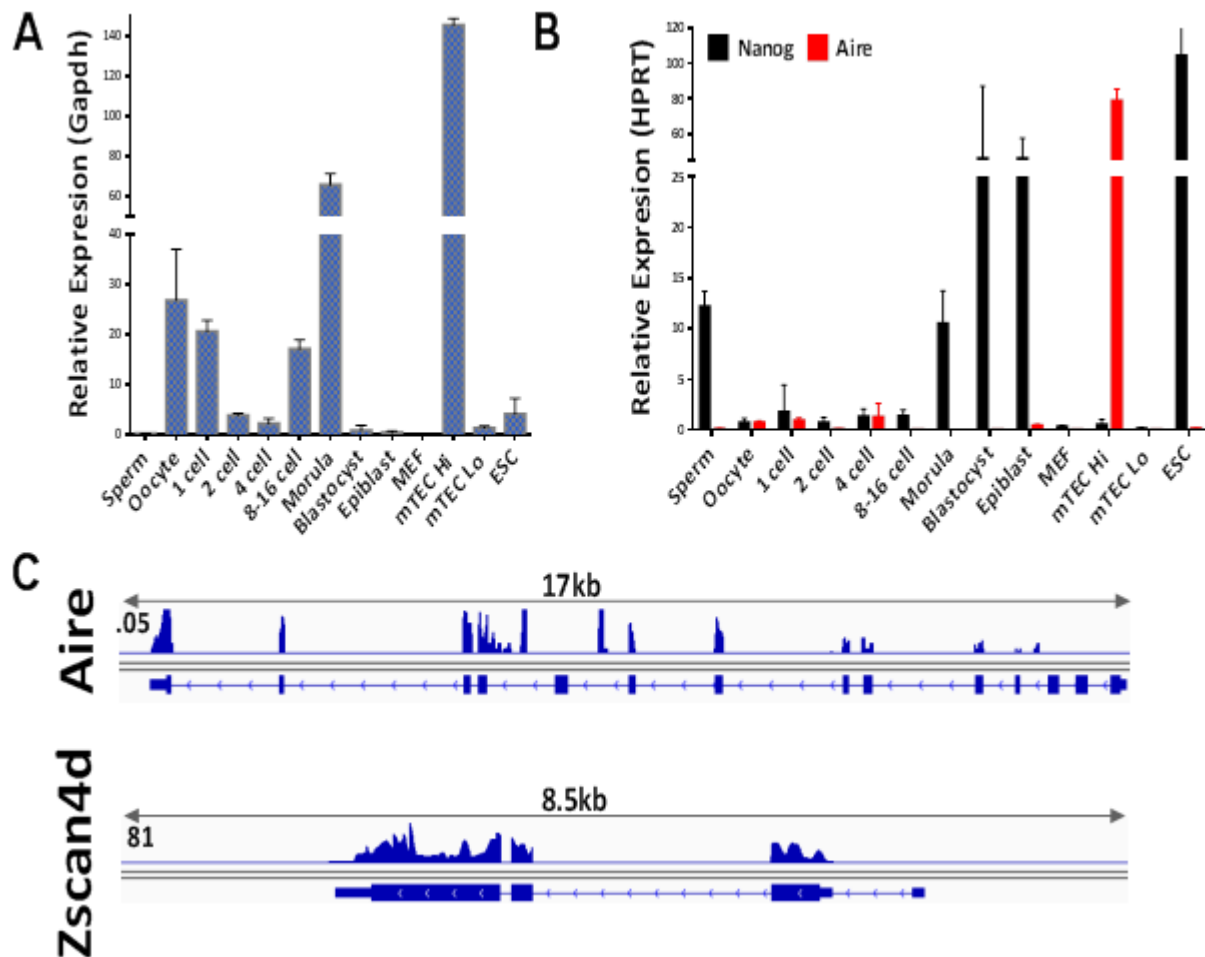 A
Relative Expresion (Gapdh)
140
120
100
80
60
40
30
20
10
0
Sperm
Oocyte
1 cell
2 cell
4 cell
8-16 cell
Morula
Blastocyst
Epiblast
MEF
mTEC Hi
mTEC Lo
ESC
B
Nanog
Aire
Relative Expresion (HPRT)
120
100
80
60
25
20
15
10
5
0
Sperm
Oocyte
1 cell
2 cell
4 cell
8-16 cell
Morula
Blastocyst
Epiblast
MEF
mTEC Hi
mTEC Lo
ESC
C
Aire
17kb
.05
Zscan4d
8.5kb
81